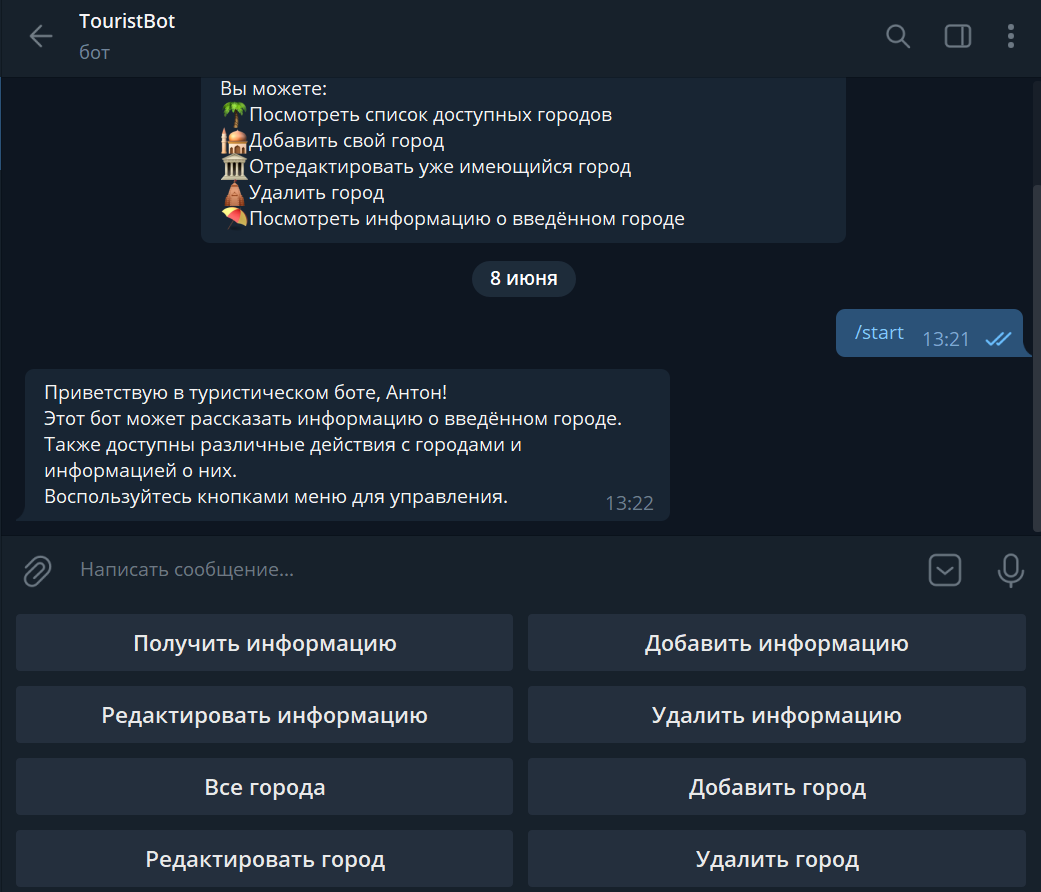 TouristBot
бот
Вы можете:
🌴Посмотреть список доступных городов
🕌Добавить свой город
🏛Отредактировать уже имеющийся город
🛕Удалить город
⛱Посмотреть информацию о введённом городе
8 июня
/start 13:21
Приветствую в туристическом боте, Антон!
Этот бот может рассказать информацию о введённом городе.
Также доступны различные действия с городами и
информацией о них.
Воспользуйтесь кнопками меню для управления.
13:22
Написать сообщение...
Получить информацию
Добавить информацию
Редактировать информацию
Удалить информацию
Все города
Добавить город
Редактировать город
Удалить город